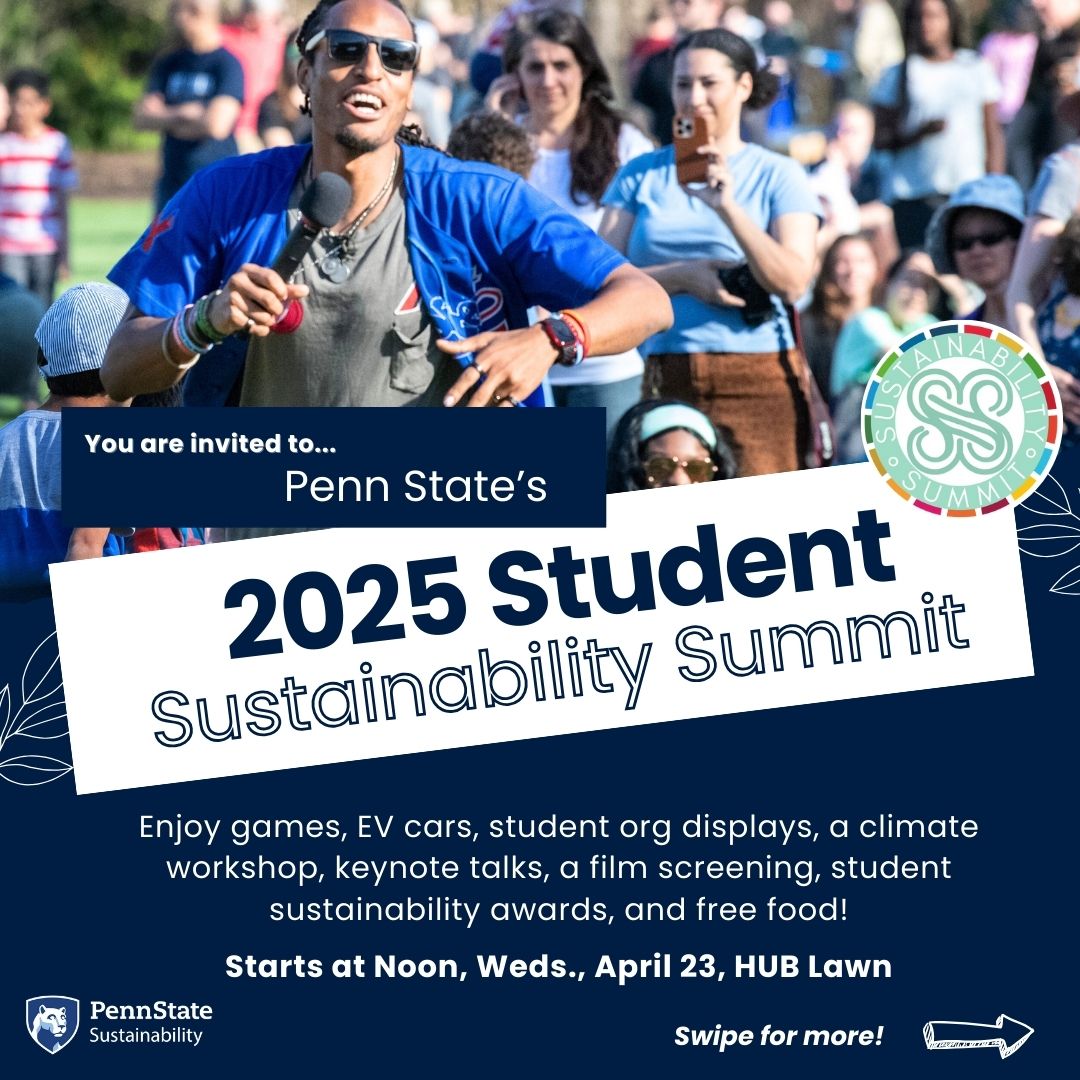 You are invited to...
Penn State's
SUSTAINABILITY
SUMMIT
2025 Student
Sustainability Summit
Enjoy games, EV cars, student org displays, a climate
workshop, keynote talks, a film screening, student
sustainability awards, and free food!
Starts at Noon, Weds., April 23, HUB Lawn
PennState
Sustainability
Swipe for more!